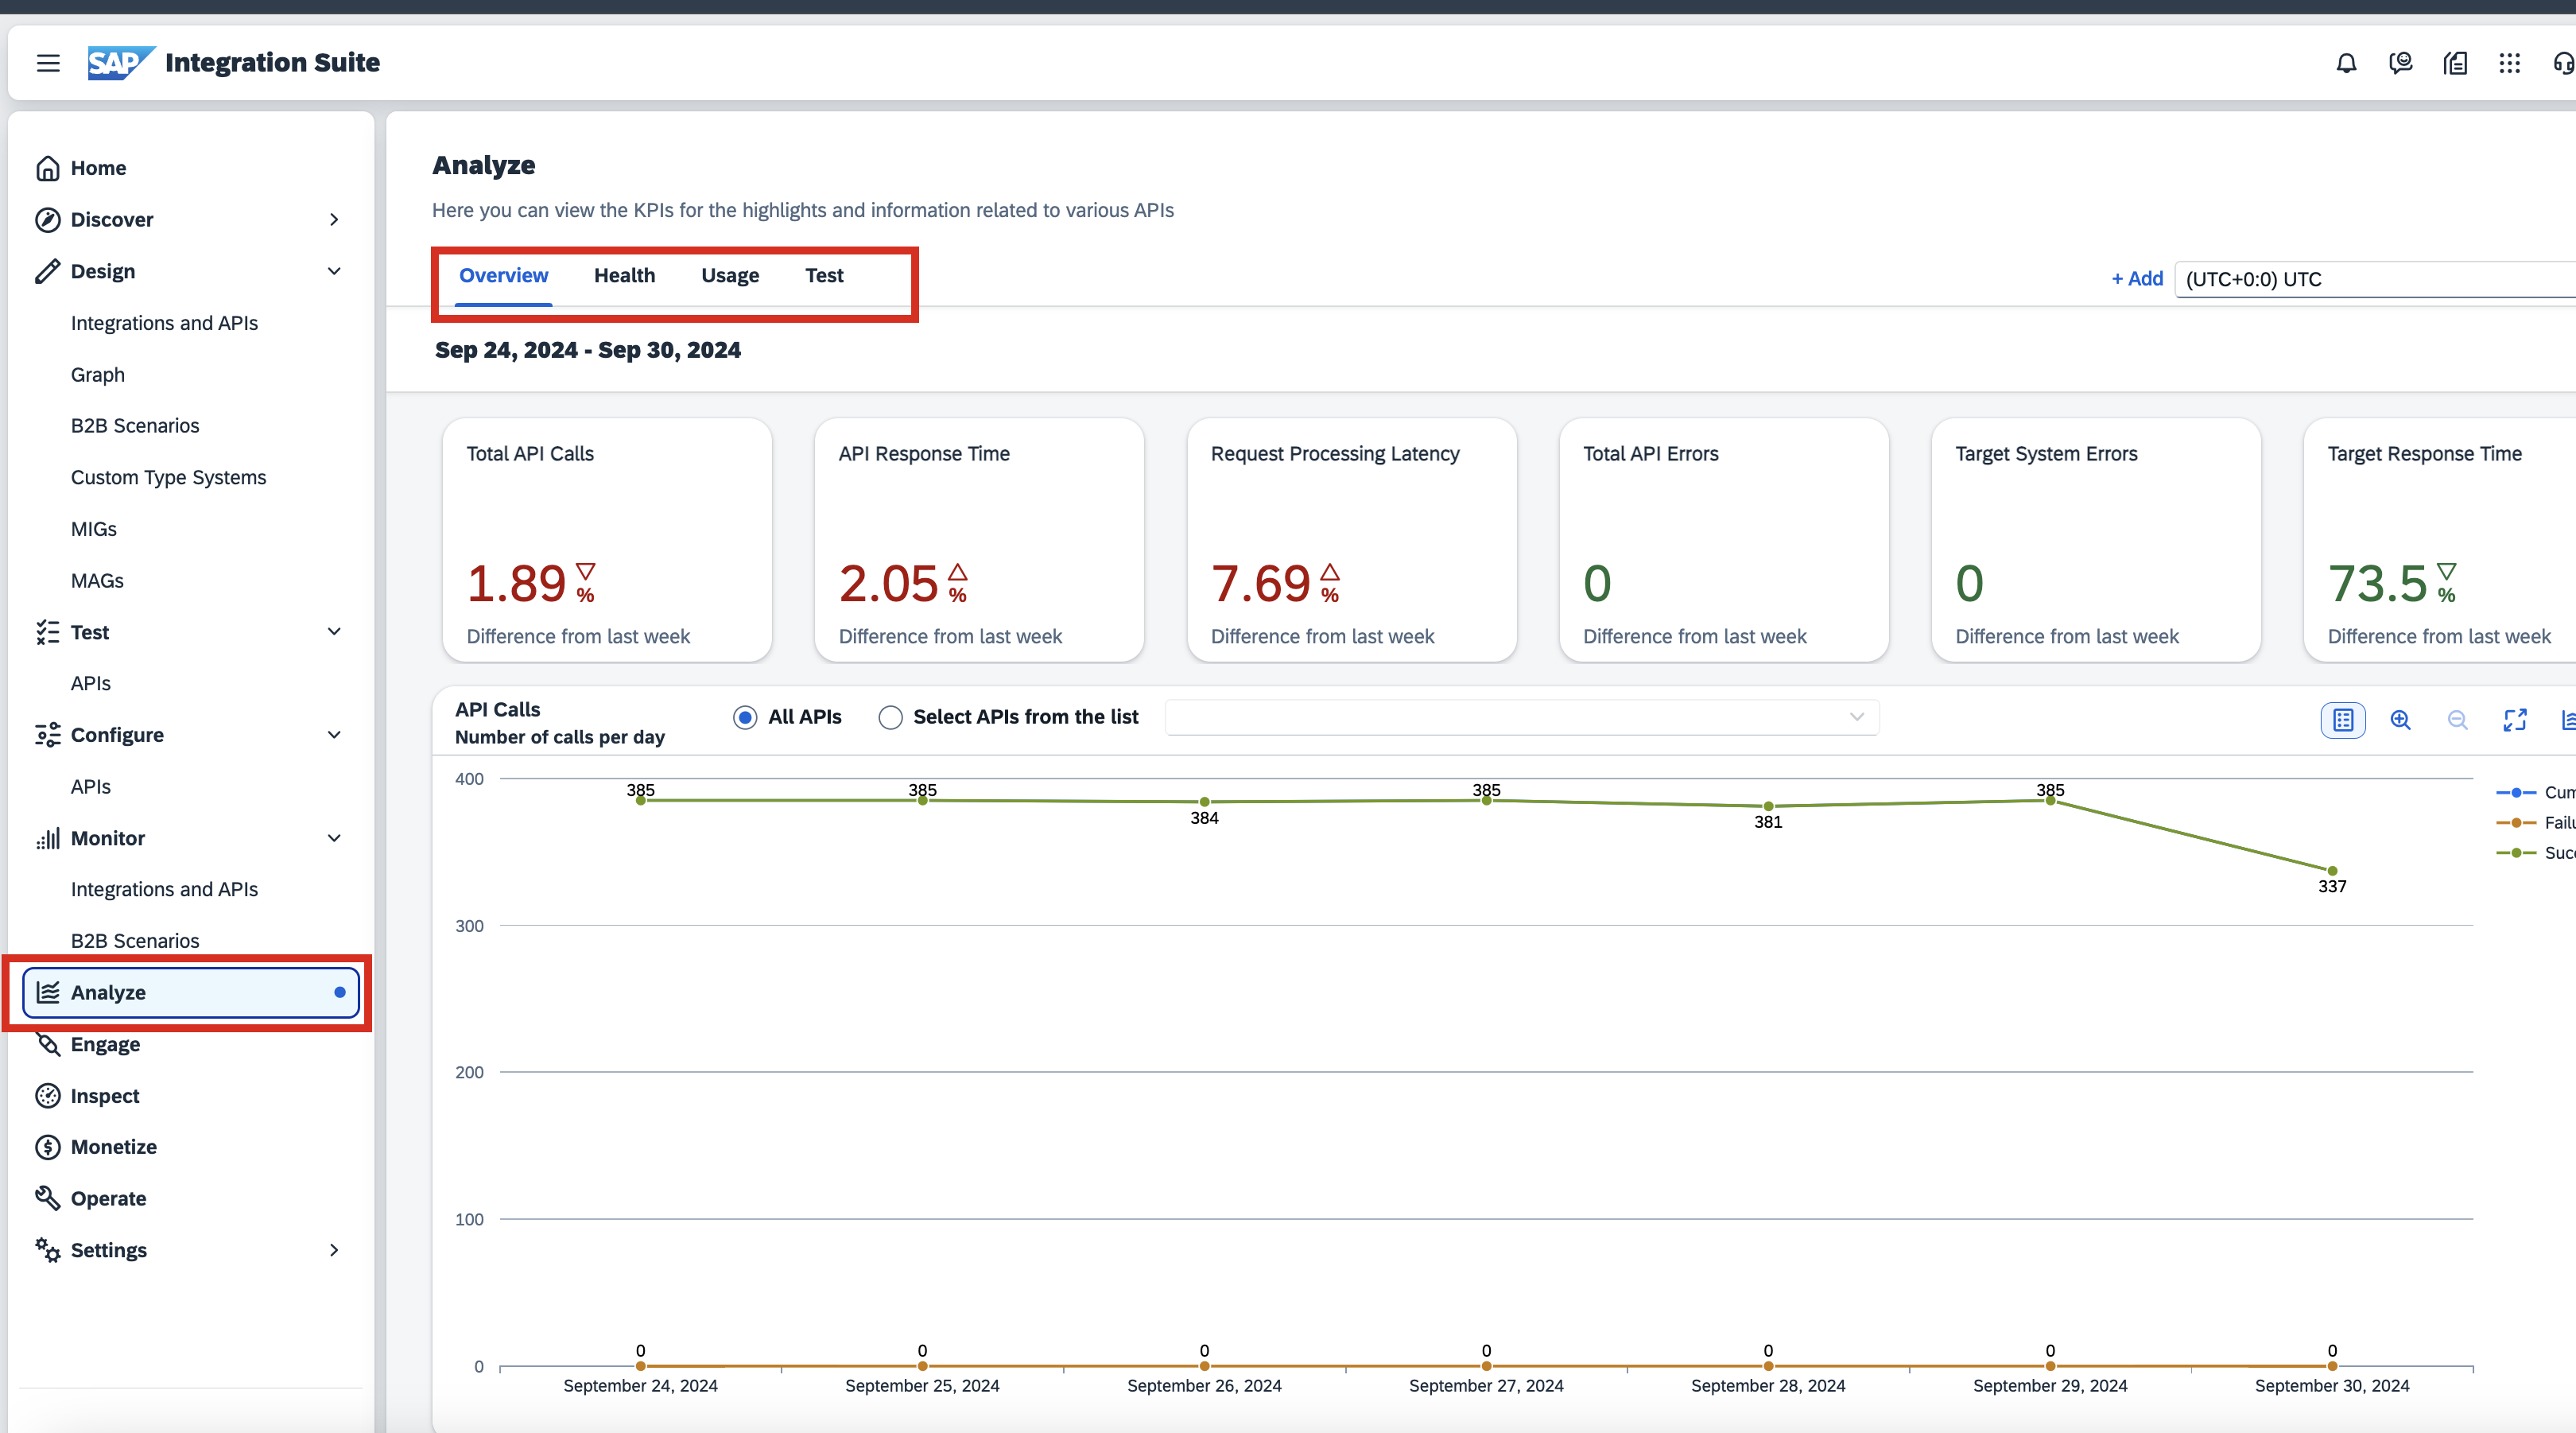 SAP Integration Suite
Home
Discover
Design
Integrations and APIs
Graph
B2B Scenarios
Custom Type Systems
MIGs
MAGs
Test
APIs
Configure
APIs
Monitor
Integrations and APIs
B2B Scenarios
Analyze
Engage
Inspect
Monetize
Operate
Settings
Analyze
Here you can view the KPIs for the highlights and information related to various APIs
Overview Health Usage Test
+ Add (UTC+0:0) UTC
Sep 24, 2024 - Sep 30, 2024
Total API Calls
1.89 %
Difference from last week
API Response Time
2.05 %
Difference from last week
Request Processing Latency
7.69 %
Difference from last week
Total API Errors
0
Difference from last week
Target System Errors
0
Difference from last week
Target Response Time
73.5 %
Difference from last week
API Calls
Number of calls per day
All APIs Select APIs from the list
400
385 385 384 385 381 385 337
Cum
Failu
Suc
300
200
100
0
0 0 0 0 0 0 0
September 24, 2024 September 25, 2024 September 26, 2024 September 27, 2024 September 28, 2024 September 29, 2024 September 30, 2024